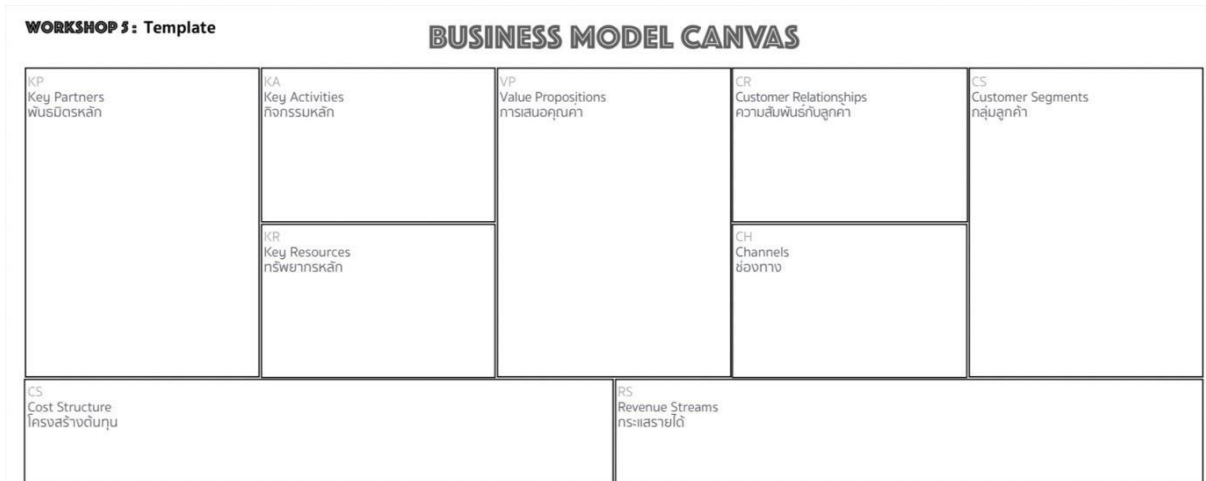 WORKSHOP 5 : Template
BUSINESS MODEL CANVAS
KP
Key Partners
พันธมิตรหลัก
KA
Key Activities
กิจกรรมหลัก
KR
Key Resources
ทรัพยากรหลัก
VP
Value Propositions
การเสนอคุณค่า
CR
Customer Relationships
ความสัมพันธ์กับลูกค้า
CH
Channels
ช่องทาง
CS
Customer Segments
กลุ่มลูกค้า
CS
Cost Structure
โครงสร้างต้นทุน
RS
Revenue Streams
กระแสรายได้